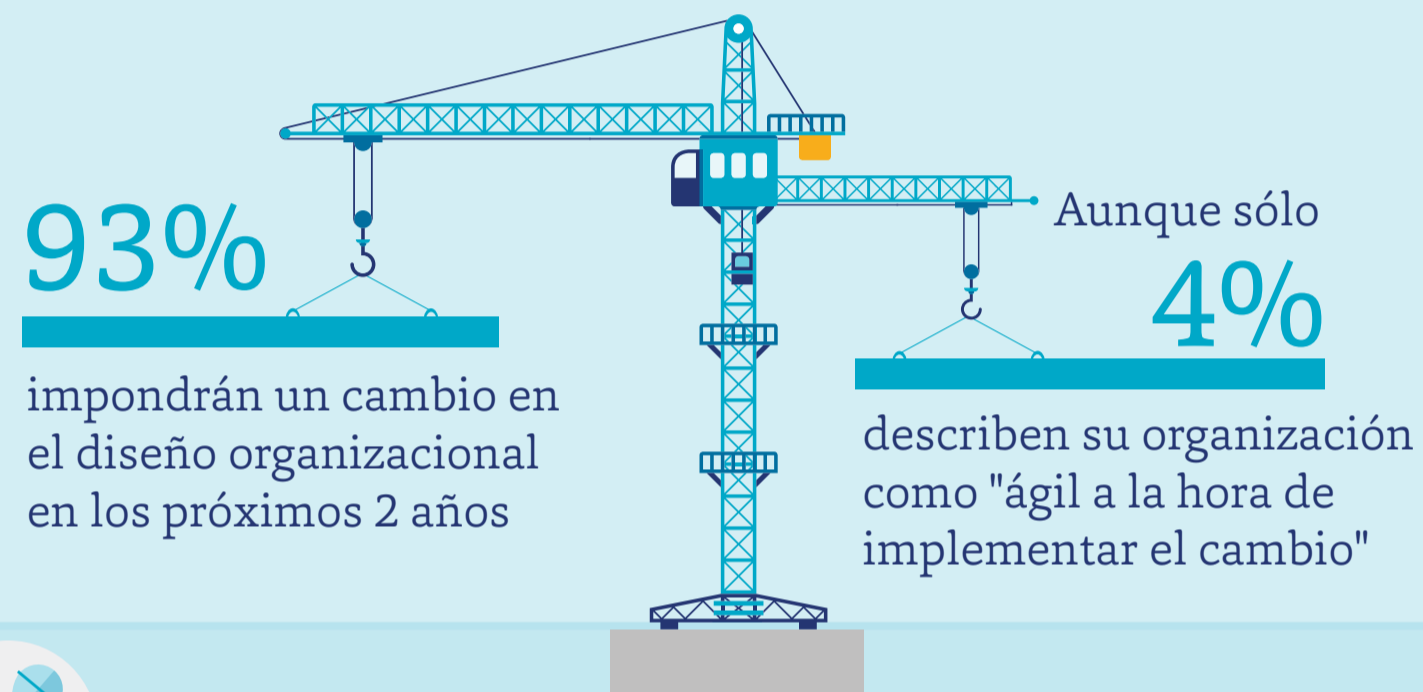 93%
impondrán un cambio en
el diseño organizacional
en los próximos 2 años
Aunque sólo
4%
describen su organización
como "ágil a la hora de
implementar el cambio"